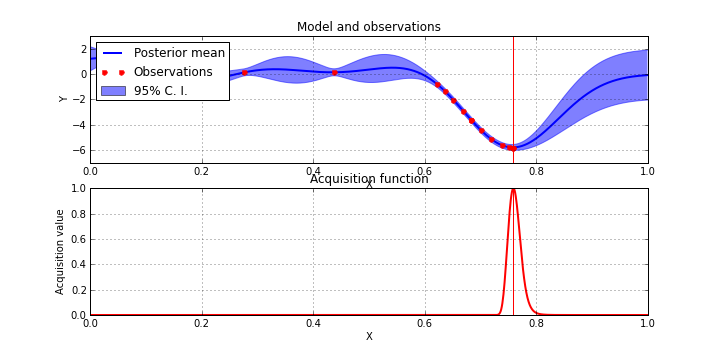 Model and observations
Y
2
0
−2
−4
−6
Posterior mean
Observations
95% C. I.
0.0 0.2 0.4 0.6 0.8 1.0
X
Acquisition function
Acquisition value
1.0
0.8
0.6
0.4
0.2
0.0
0.0 0.2 0.4 0.6 0.8 1.0
X